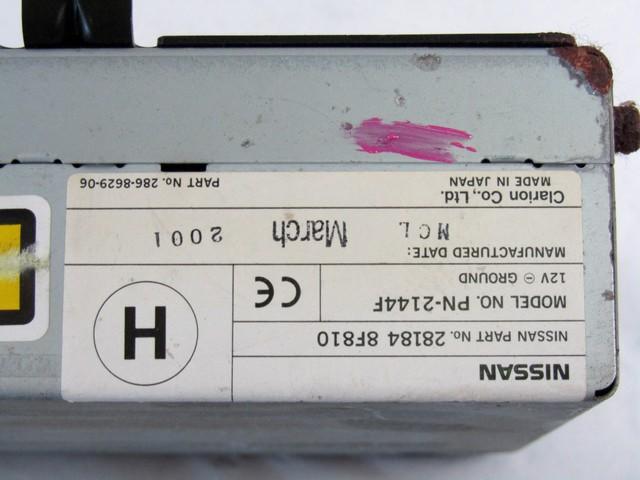 NISSAN
NISSAN PART No. 28184 8F810
MODEL NO. PN-2144F
12V ⊖ GROUND
CE
H
MANUFACTURED DATE:
MCL March 2001
Clarion Co., Ltd.
MADE IN JAPAN PART No. 286-8629-06